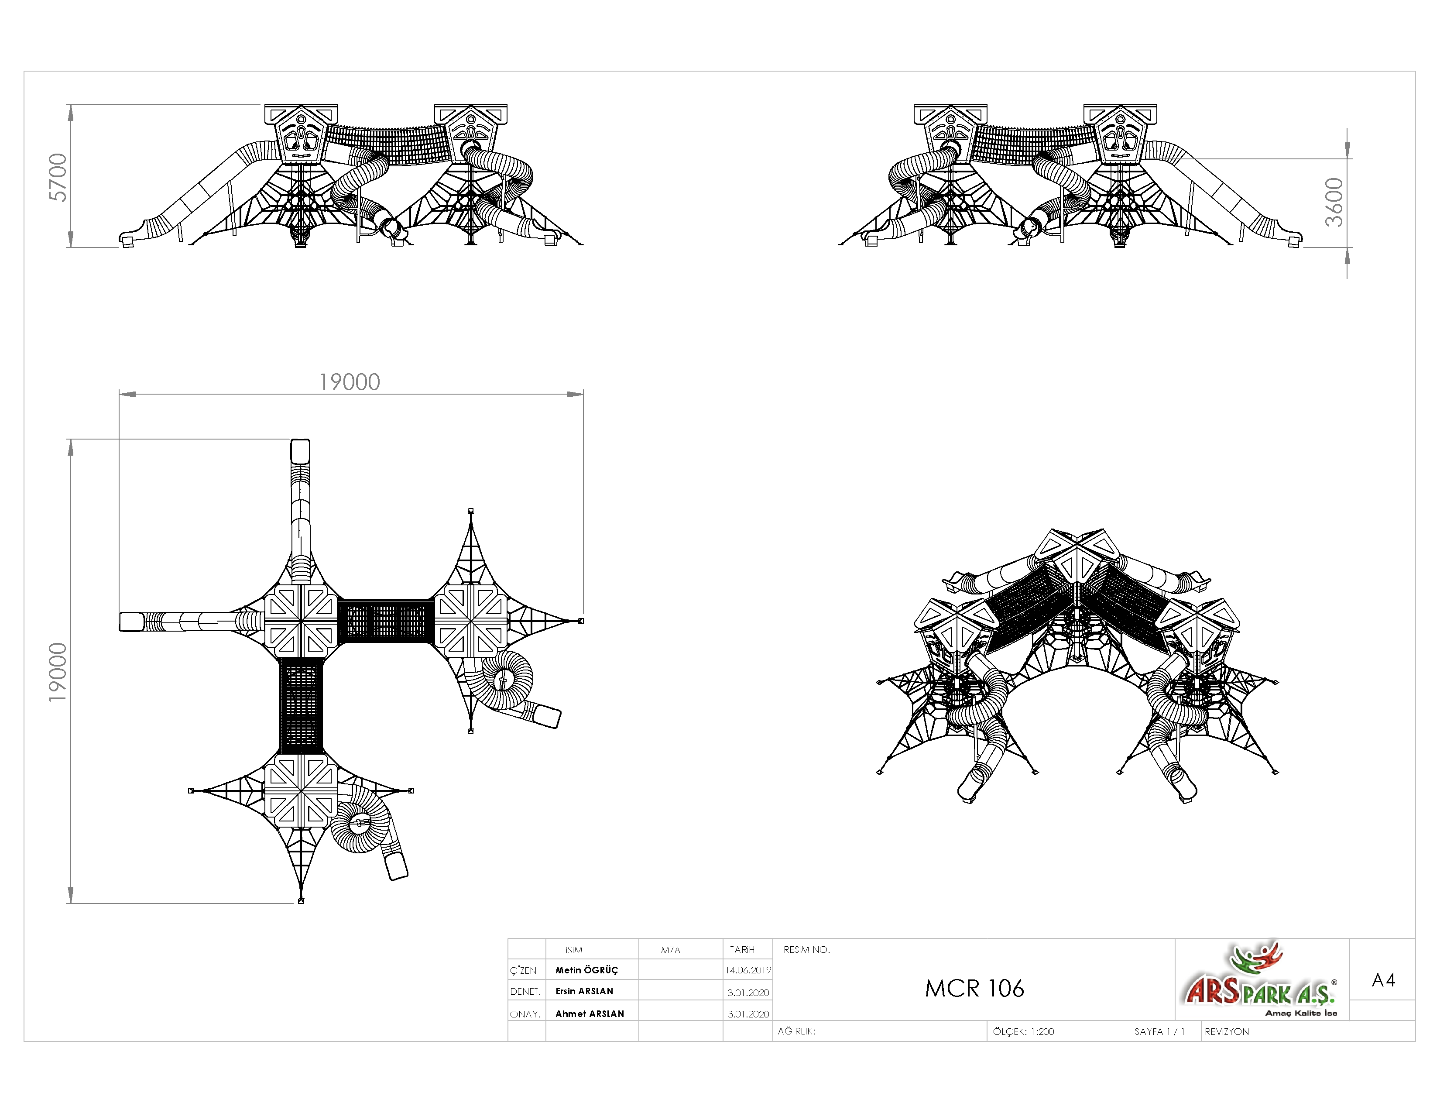 5700
3600
19000
19000
İSİM
İMZA
TARİH
RESİM NO.
ÇİZEN
Metin ÖGRÜÇ
14.06.2019
DENET.
Ersin ARSLAN
3.01.2020
ONAY.
Ahmet ARSLAN
3.01.2020
MCR 106
ARSPARK A.Ş.®
Amaç Kalite İse
A4
AĞIRLIK:
ÖLÇEK: 1:200
SAYFA 1 / 1
REVİZYON